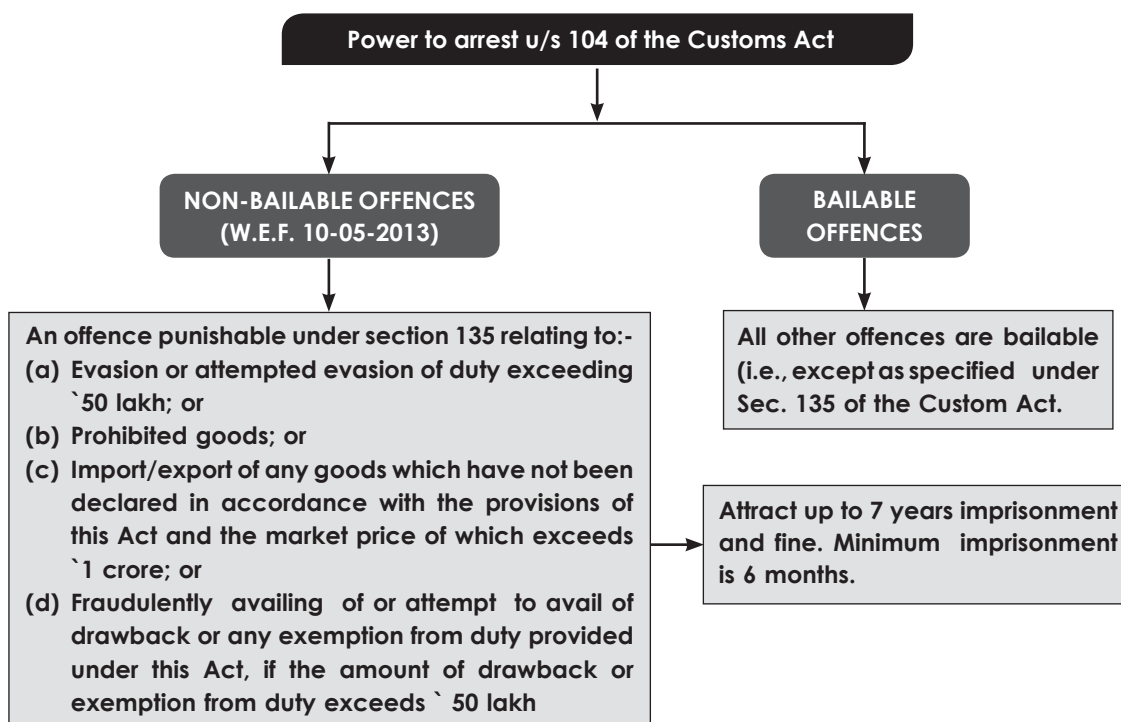 Power to arrest u/s 104 of the Customs Act
NON-BAILABLE OFFENCES
(W.E.F. 10-05-2013)
BAILABLE
OFFENCES
An offence punishable under section 135 relating to:-
(a) Evasion or attempted evasion of duty exceeding
`50 lakh; or
(b) Prohibited goods; or
(c) Import/export of any goods which have not been
declared in accordance with the provisions of
this Act and the market price of which exceeds
`1 crore; or
(d) Fraudulently availing of or attempt to avail of
drawback or any exemption from duty provided
under this Act, if the amount of drawback or
exemption from duty exceeds ` 50 lakh
All other offences are bailable
(i.e., except as specified under
Sec. 135 of the Custom Act.
Attract up to 7 years imprisonment
and fine. Minimum imprisonment
is 6 months.